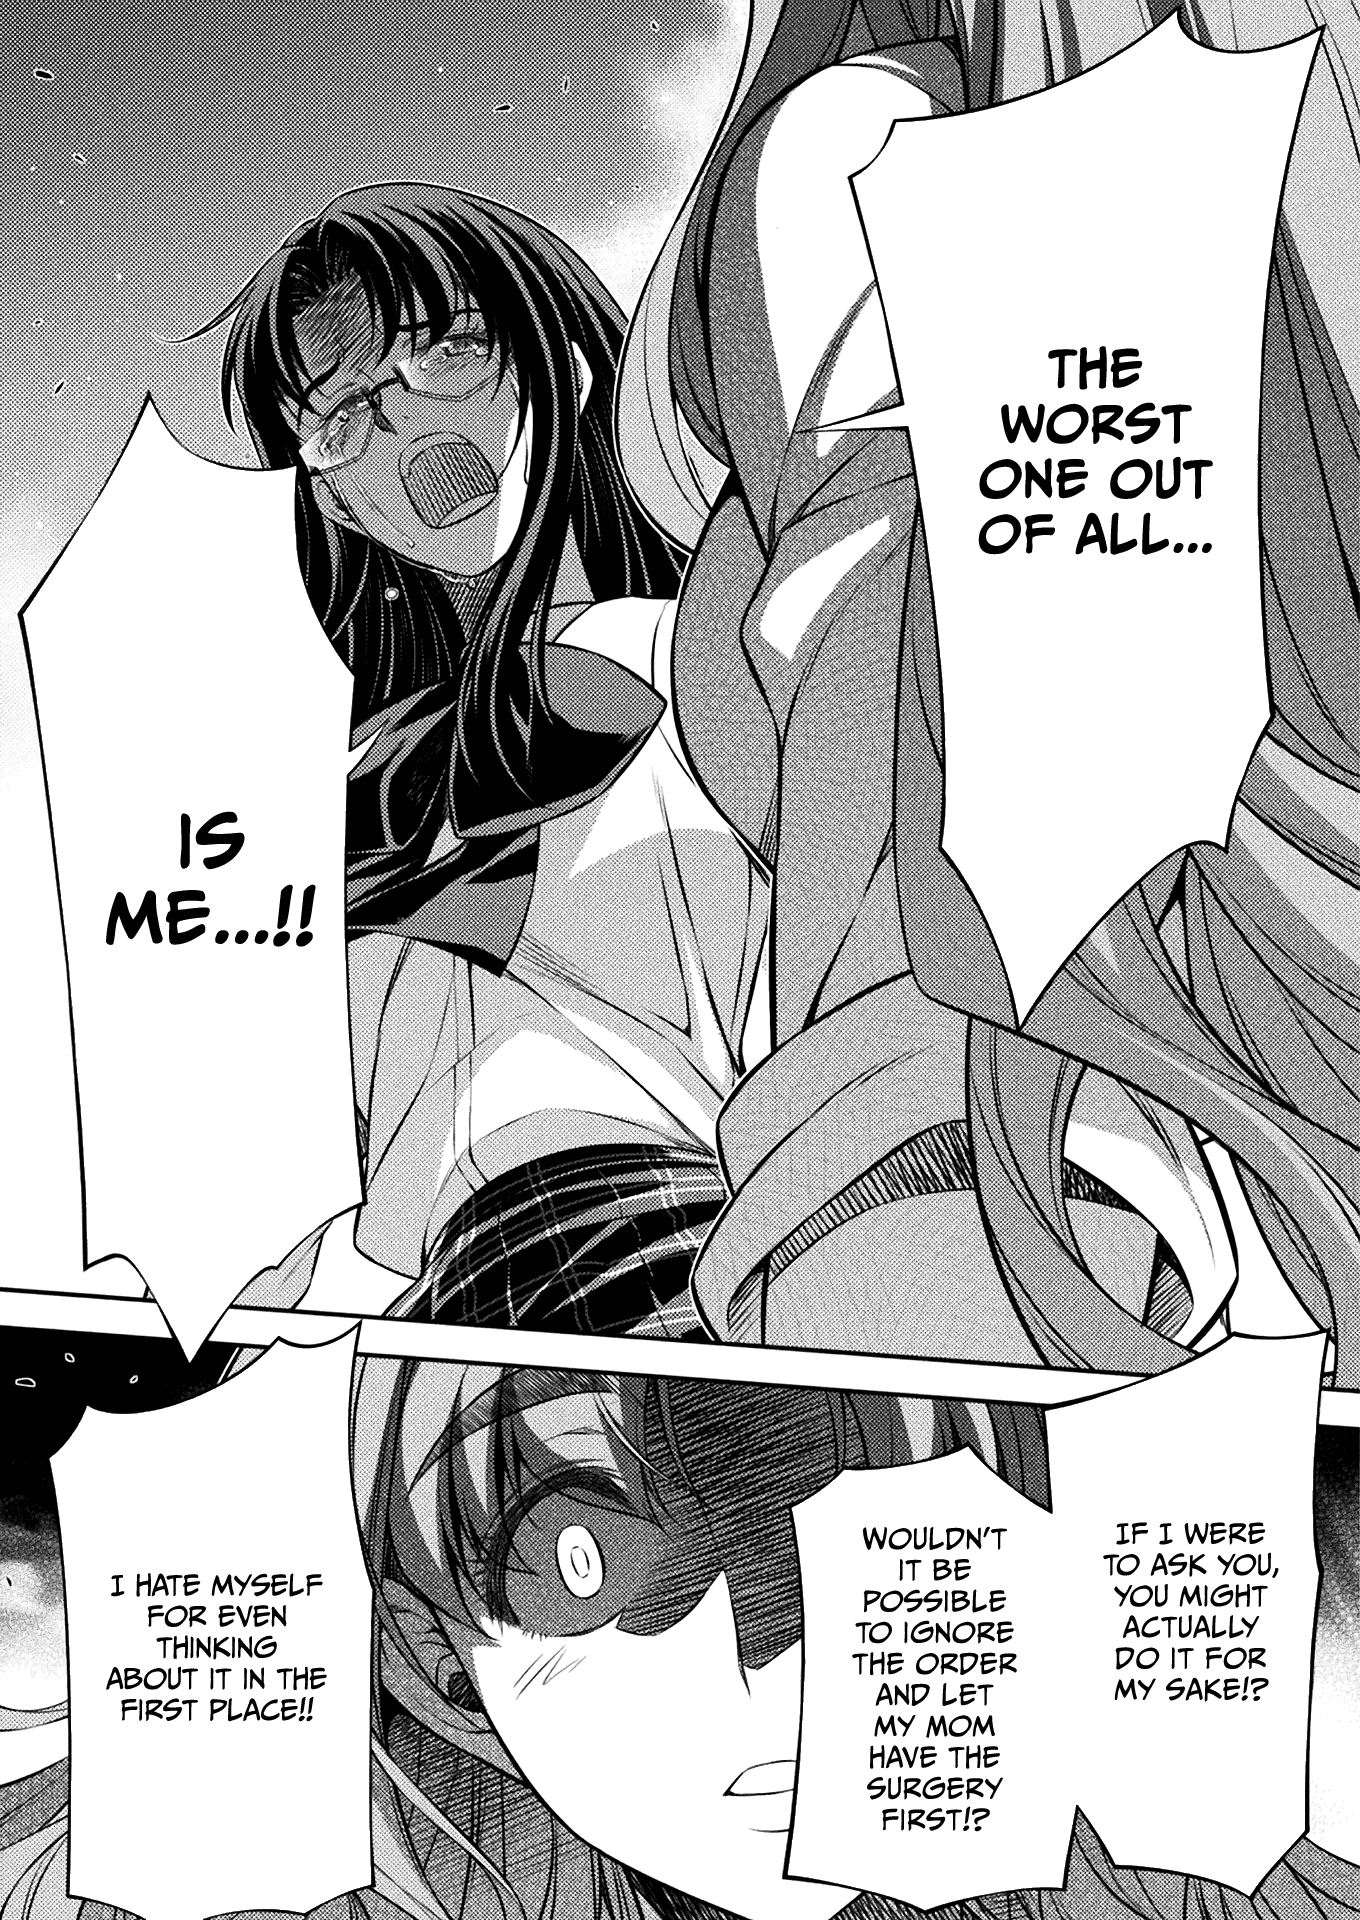 THE
WORST
ONE OUT
OF ALL...
IS
ME...!!
IF I WERE
TO ASK YOU,
YOU MIGHT
ACTUALLY
DO IT FOR
MY SAKE!?
WOULDN'T
IT BE
POSSIBLE
TO IGNORE
THE ORDER
AND LET
MY MOM
HAVE THE
SURGERY
FIRST!?
I HATE MYSELF
FOR EVEN
THINKING
ABOUT IT IN THE
FIRST PLACE!!